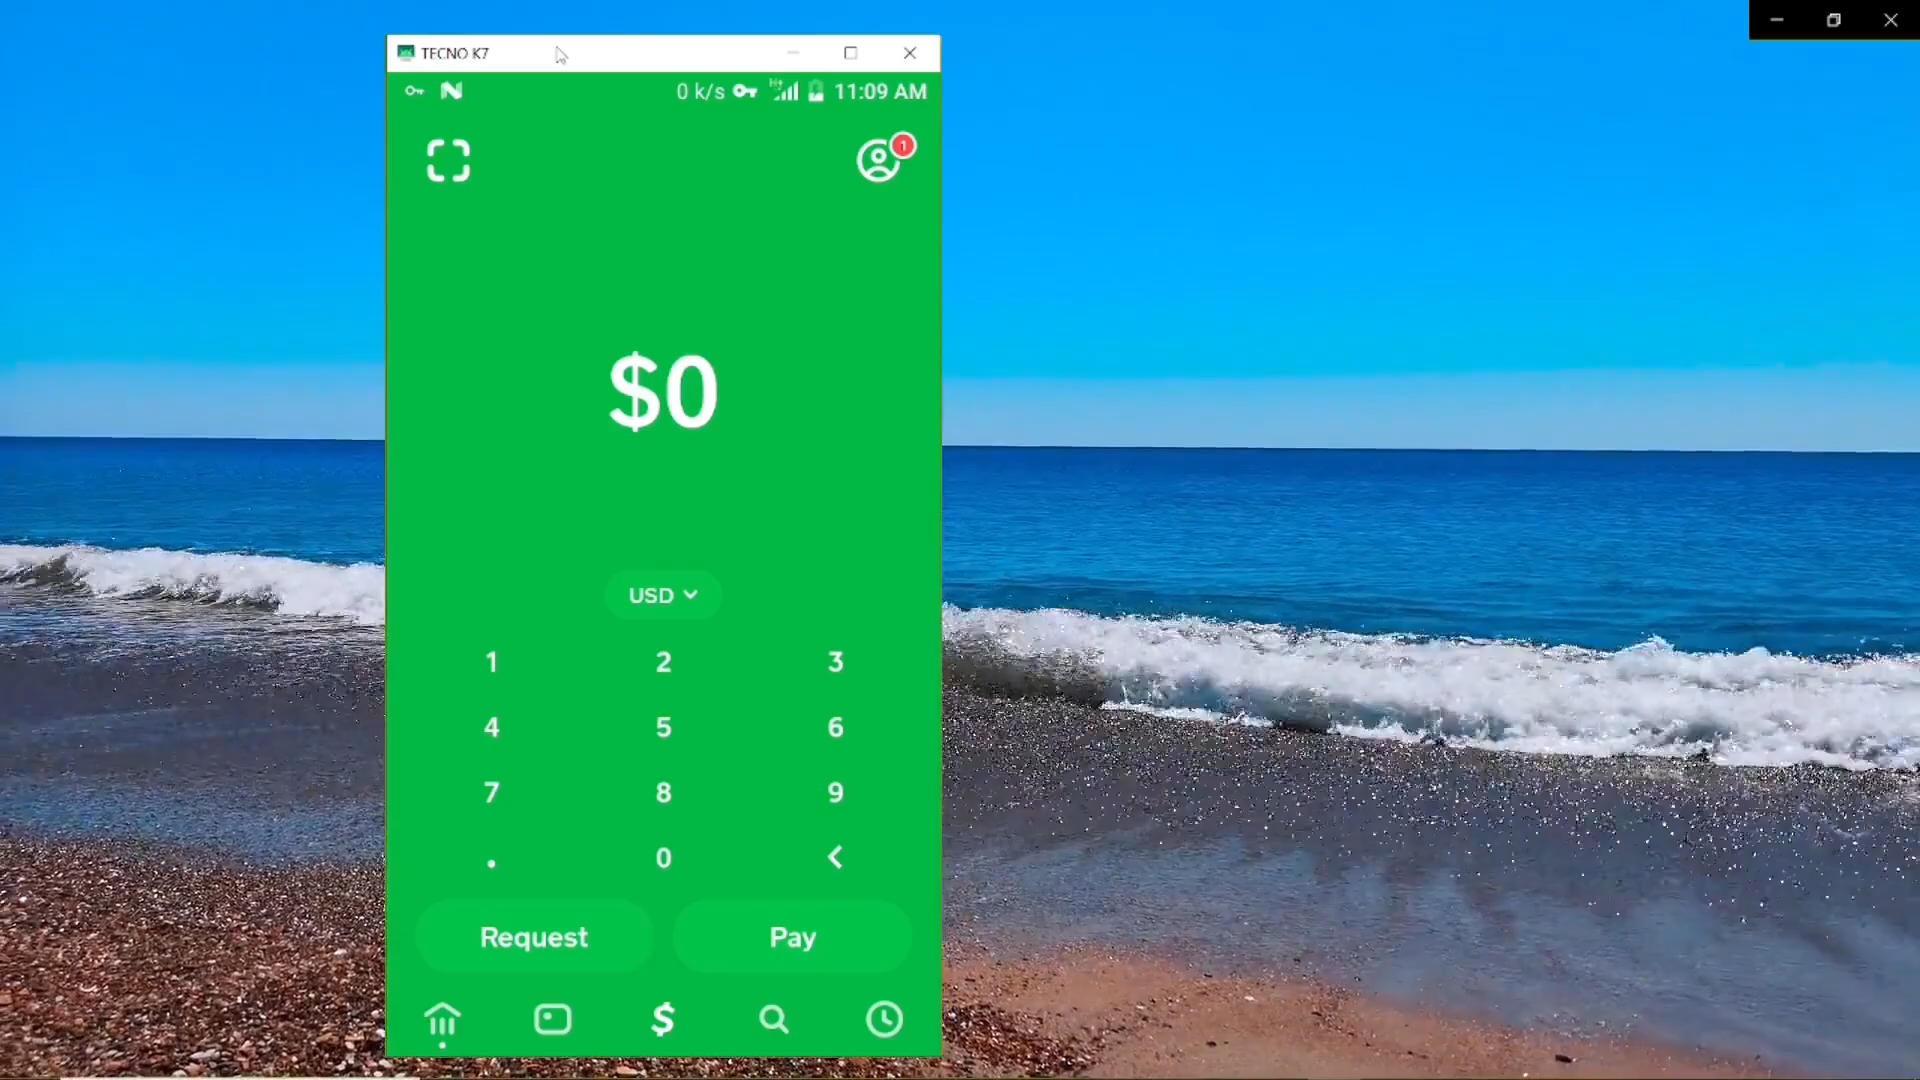 TECNO K7
0 k/s 11:09 AM
1
$0
USD
1 2 3
4 5 6
7 8 9
. 0
Request Pay
$